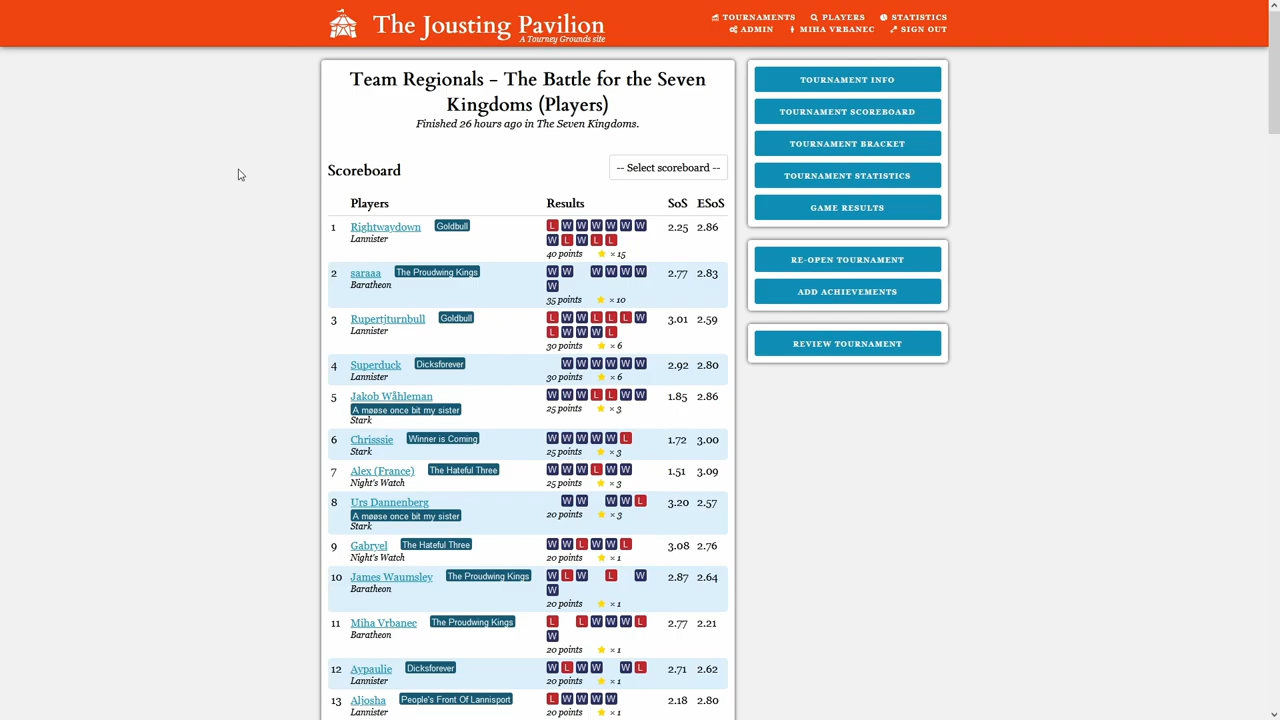 The Jousting Pavilion
A Tourney Grounds site
TOURNAMENTS PLAYERS STATISTICS
ADMIN MIHA VRBANEC SIGN OUT
Team Regionals - The Battle for the Seven
Kingdoms (Players)
Finished 26 hours ago in The Seven Kingdoms.
Scoreboard
-- Select scoreboard --
Players Results SoS ESoS
1 Rightwaydown Goldbull L W W W W W W 2.25 2.86
Lannister W L W L L
40 points × 15
2 saraaa The Proudwing Kings W W W W W W 2.77 2.83
Baratheon W
35 points × 10
3 Rupertjturnbull Goldbull L W W L L L W 3.01 2.59
Lannister L W W W L
30 points × 6
4 Superduck Dicksforever W W W W W W 2.92 2.80
Lannister 30 points × 6
5 Jakob Wåhleman W W W L L W W 1.85 2.86
A møøse once bit my sister 25 points × 3
Stark
6 Chrisssie Winner is Coming W W W W W L 1.72 3.00
Stark 25 points × 3
7 Alex (France) The Hateful Three W W W L W W 1.51 3.09
Night's Watch 25 points × 3
8 Urs Dannenberg W W W W L 3.20 2.57
A møøse once bit my sister 20 points × 3
Stark
9 Gabryel The Hateful Three W W L W W L 3.08 2.76
Night's Watch 20 points × 1
10 James Waumsley The Proudwing Kings W L W L W 2.87 2.64
Baratheon W
20 points × 1
11 Miha Vrbanec The Proudwing Kings L L W W W L 2.77 2.21
Baratheon W
20 points × 1
12 Aypaulie Dicksforever W L W W W L 2.71 2.62
Lannister 20 points × 1
13 Aljosha People's Front Of Lannisport L W W W W 2.18 2.80
Lannister 20 points × 1
TOURNAMENT INFO
TOURNAMENT SCOREBOARD
TOURNAMENT BRACKET
TOURNAMENT STATISTICS
GAME RESULTS
RE-OPEN TOURNAMENT
ADD ACHIEVEMENTS
REVIEW TOURNAMENT